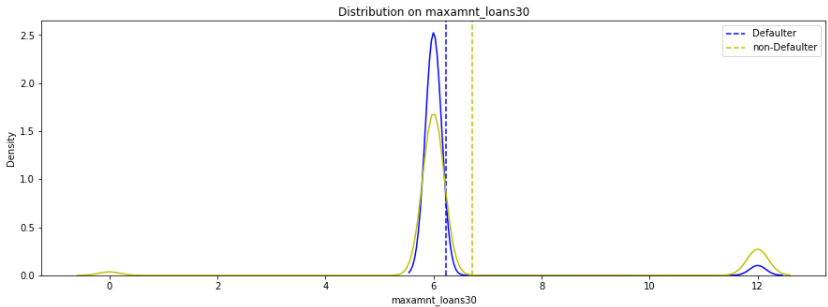 Distribution on maxamnt_loans30
Defaulter
non-Defaulter
2.5
2.0
1.5
1.0
0.5
0.0
Density
0 2 4 6 8 10 12
maxamnt_loans30